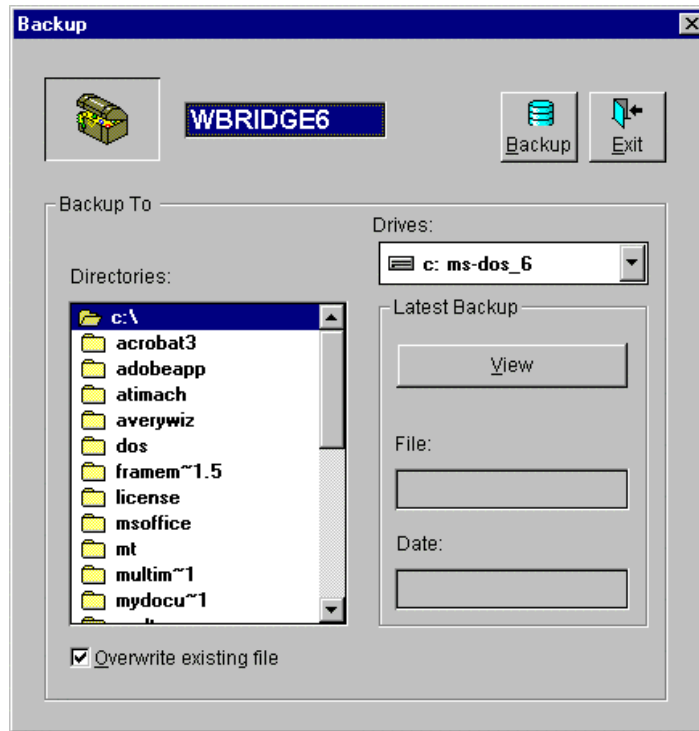 Backup
WBRIDGE6
Backup
Exit
Backup To
Drives:
c: ms-dos_6
Directories:
c:\
acrobat3
adobeapp
atimach
averywiz
dos
framem~1.5
license
msoffice
mt
multim~1
mydocu~1
Latest Backup
View
File:
Date:
Overwrite existing file